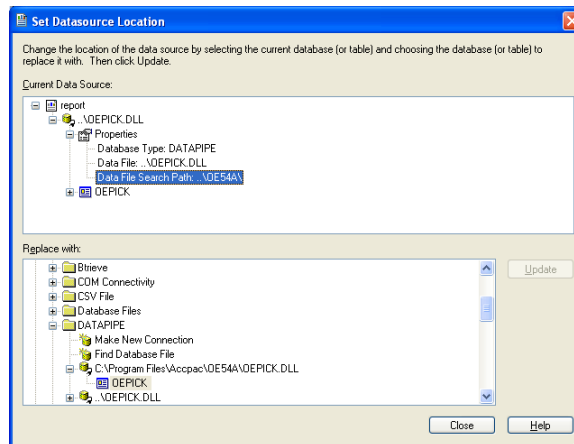 Set Datasource Location
Change the location of the data source by selecting the current database (or table) and choosing the database (or table) to
replace it with. Then click Update.
Current Data Source:
report
..\OEPICK.DLL
Properties
Database Type: DATAPIPE
Data File: ..\OEPICK.DLL
Data File Search Path: ..\OE54A\
OEPICK
Replace with:
Btrieve
COM Connectivity
CSV File
Database Files
DATAPIPE
Make New Connection
Find Database File
C:\Program Files\Accpac\OE54A\OEPICK.DLL
OEPICK
..\OEPICK.DLL
Update
Close
Help